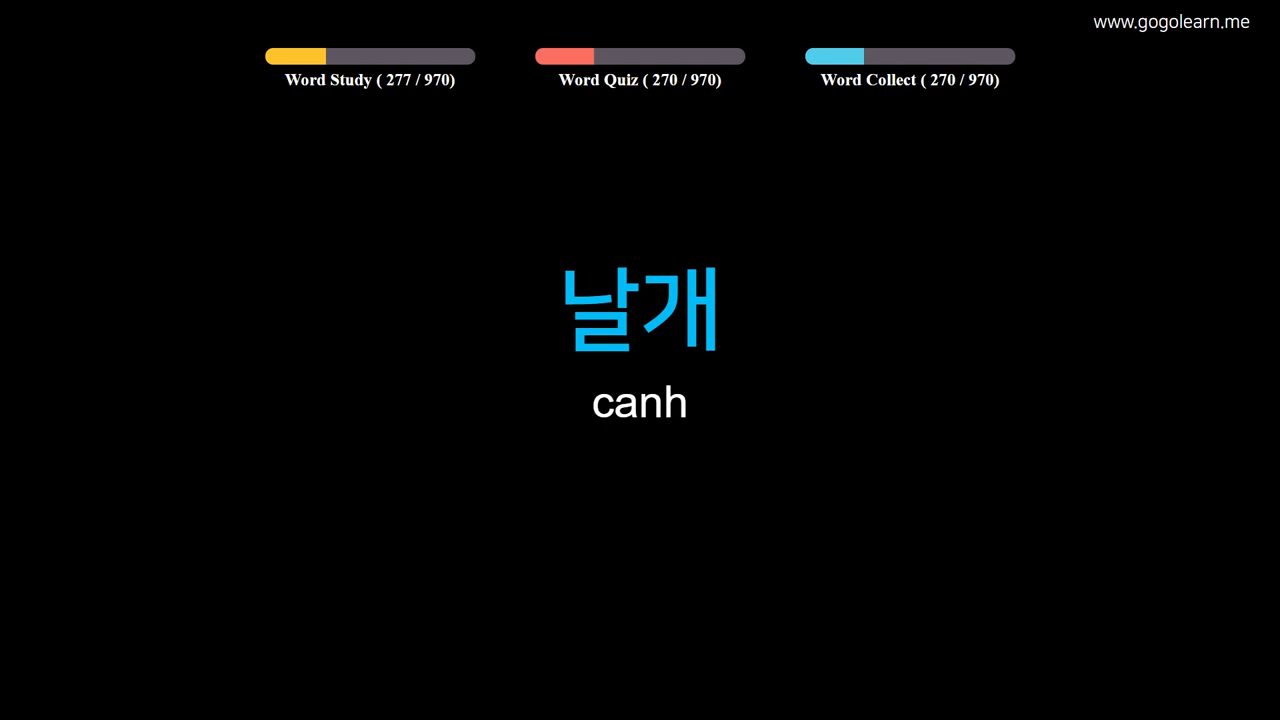 www.gogolearn.me
Word Study ( 277 / 970)
Word Quiz ( 270 / 970)
Word Collect ( 270 / 970)
날개
canh